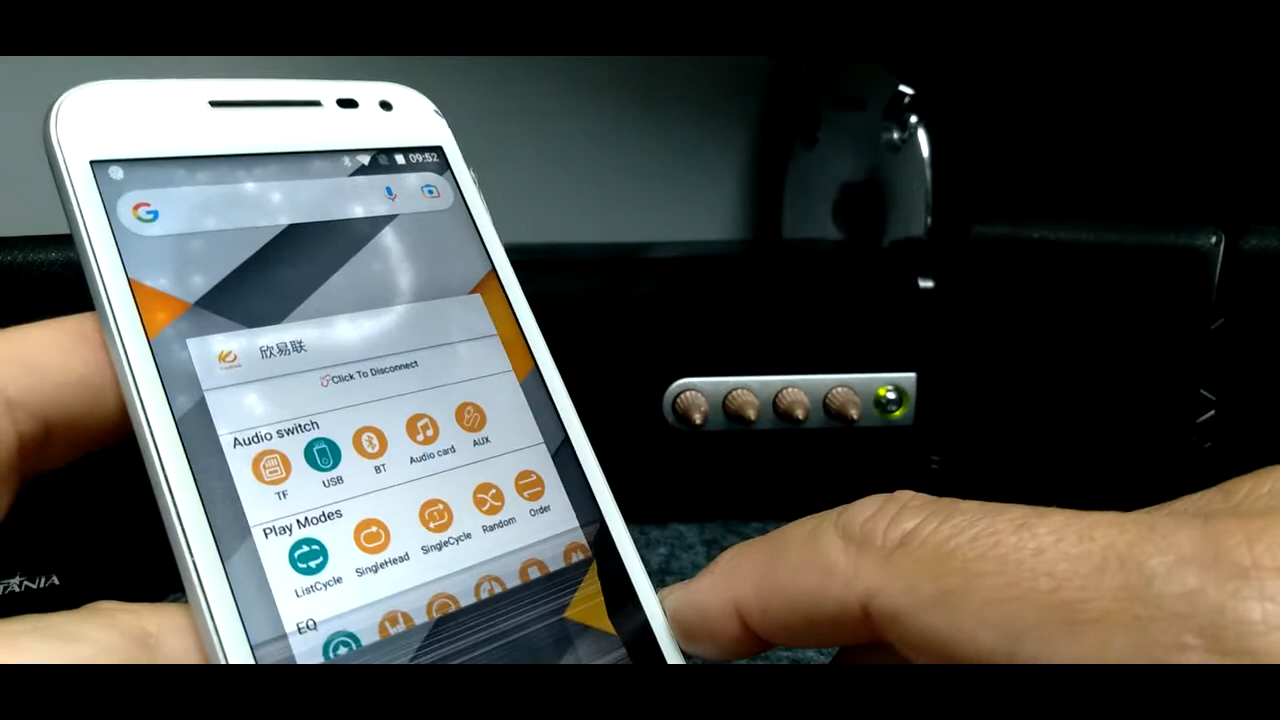 09:52
G
欣易联
Click To Disconnect
Audio switch
TF
USB
BT
Audio card
AUX
Play Modes
ListCycle
SingleHead
SingleCycle
Random
Order
EQ
TANIA